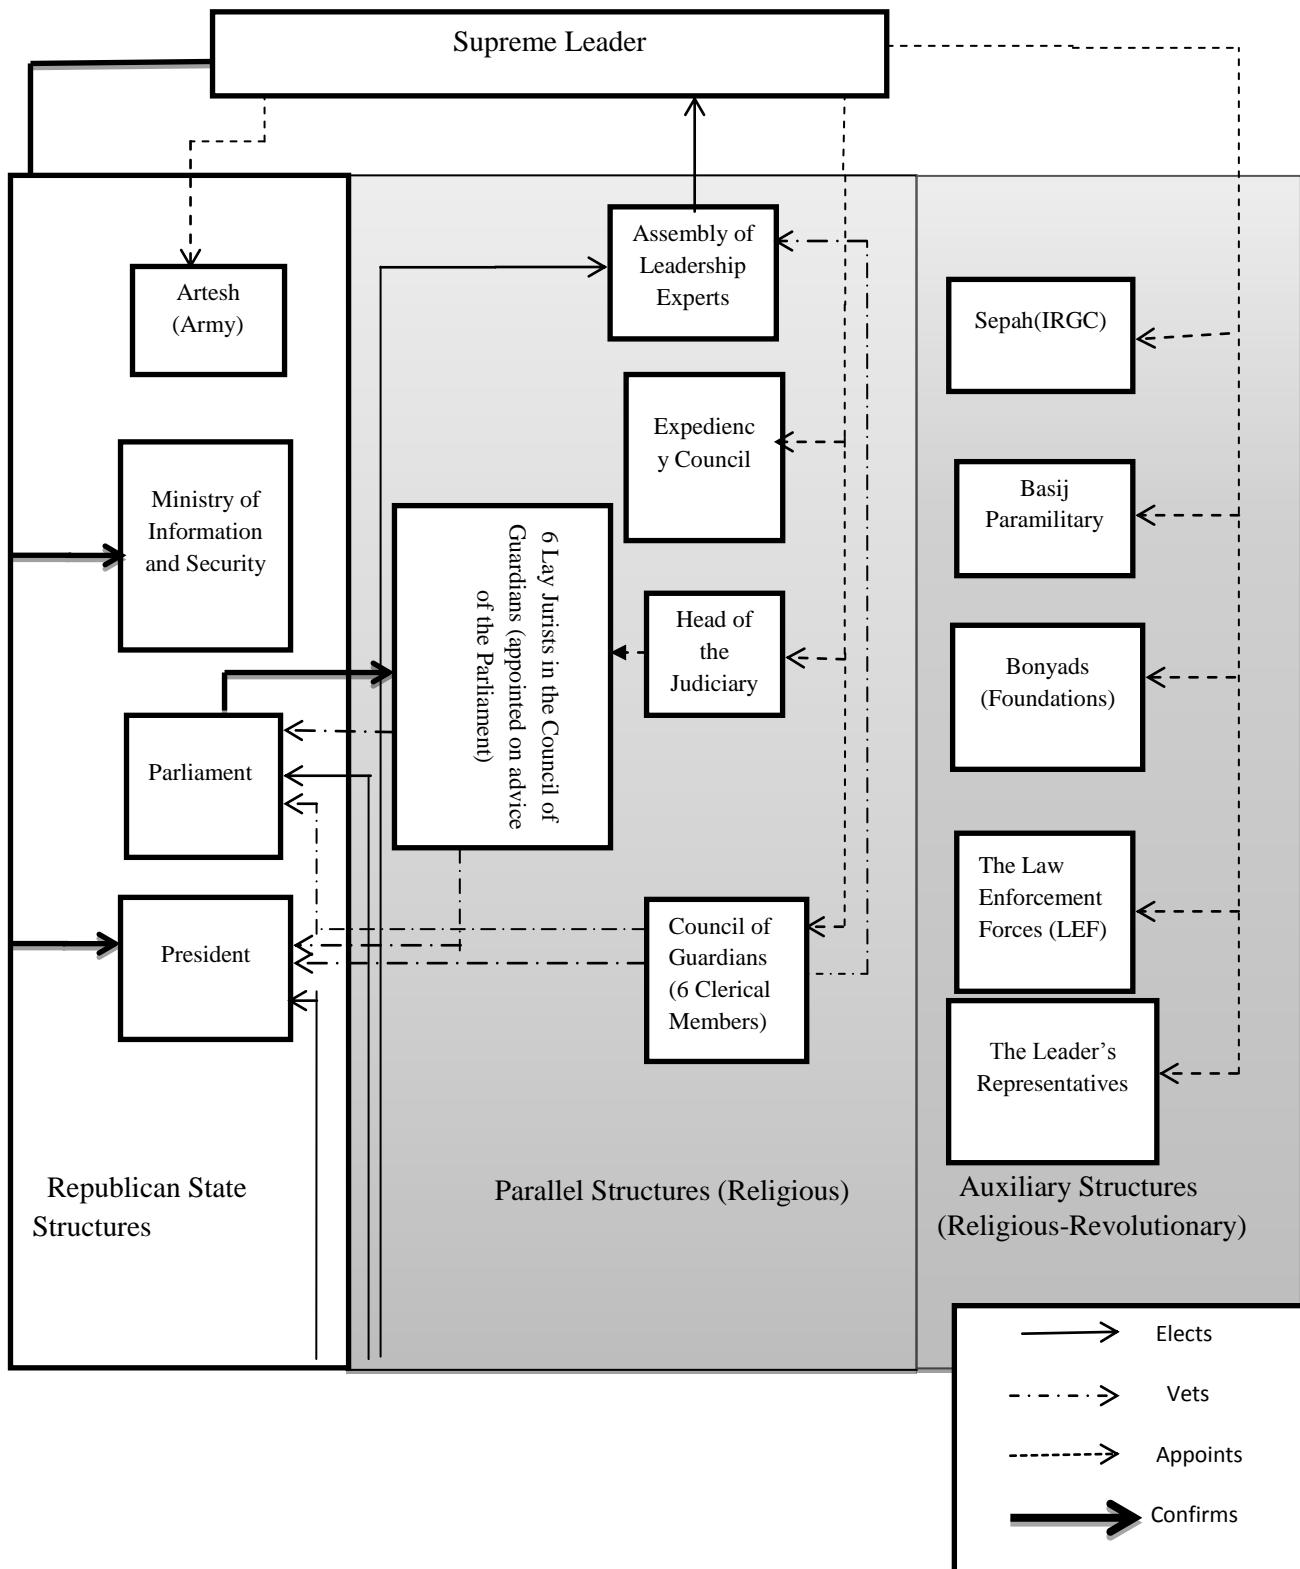 Supreme Leader
Artesh
(Army)
Ministry of
Information
and Security
Parliament
President
Republican State
Structures
Assembly of
Leadership
Experts
Expedienc
y Council
6 Lay Jurists in the Council of
Guardians (appointed on advice
of the Parliament)
Head of
the
Judiciary
Council of
Guardians
(6 Clerical
Members)
Parallel Structures (Religious)
Sepah(IRGC)
Basij
Paramilitary
Bonyads
(Foundations)
The Law
Enforcement
Forces (LEF)
The Leader’s
Representatives
Auxiliary Structures
(Religious-Revolutionary)
Elects
Vets
Appoints
Confirms